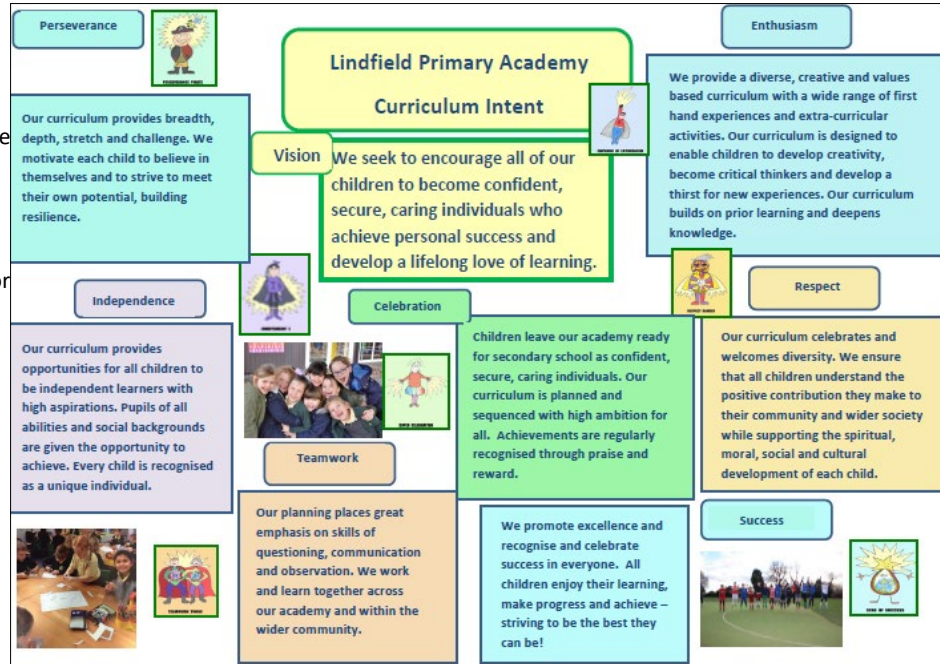 Perseverance
Our curriculum provides breadth,
depth, stretch and challenge. We
motivate each child to believe in
themselves and to strive to meet
their own potential, building
resilience.
Lindfield Primary Academy
Curriculum Intent
Vision
We seek to encourage all of our
children to become confident,
secure, caring individuals who
achieve personal success and
develop a lifelong love of learning.
Enthusiasm
We provide a diverse, creative and values
based curriculum with a wide range of first
hand experiences and extra-curricular
activities. Our curriculum is designed to
enable children to develop creativity,
become critical thinkers and develop a
thirst for new experiences. Our curriculum
builds on prior learning and deepens
knowledge.
Independence
Our curriculum provides
opportunities for all children to
be independent learners with
high aspirations. Pupils of all
abilities and social backgrounds
are given the opportunity to
achieve. Every child is recognised
as a unique individual.
Celebration
Children leave our academy ready
for secondary school as confident,
secure, caring individuals. Our
curriculum is planned and
sequenced with high ambition for
all. Achievements are regularly
recognised through praise and
reward.
Respect
Our curriculum celebrates and
welcomes diversity. We ensure
that all children understand the
positive contribution they make to
their community and wider society
while supporting the spiritual,
moral, social and cultural
development of each child.
Teamwork
Our planning places great
emphasis on skills of
questioning, communication
and observation. We work
and learn together across
our academy and within the
wider community.
We promote excellence and
recognise and celebrate
success in everyone. All
children enjoy their learning,
make progress and achieve –
striving to be the best they
can be!
Success